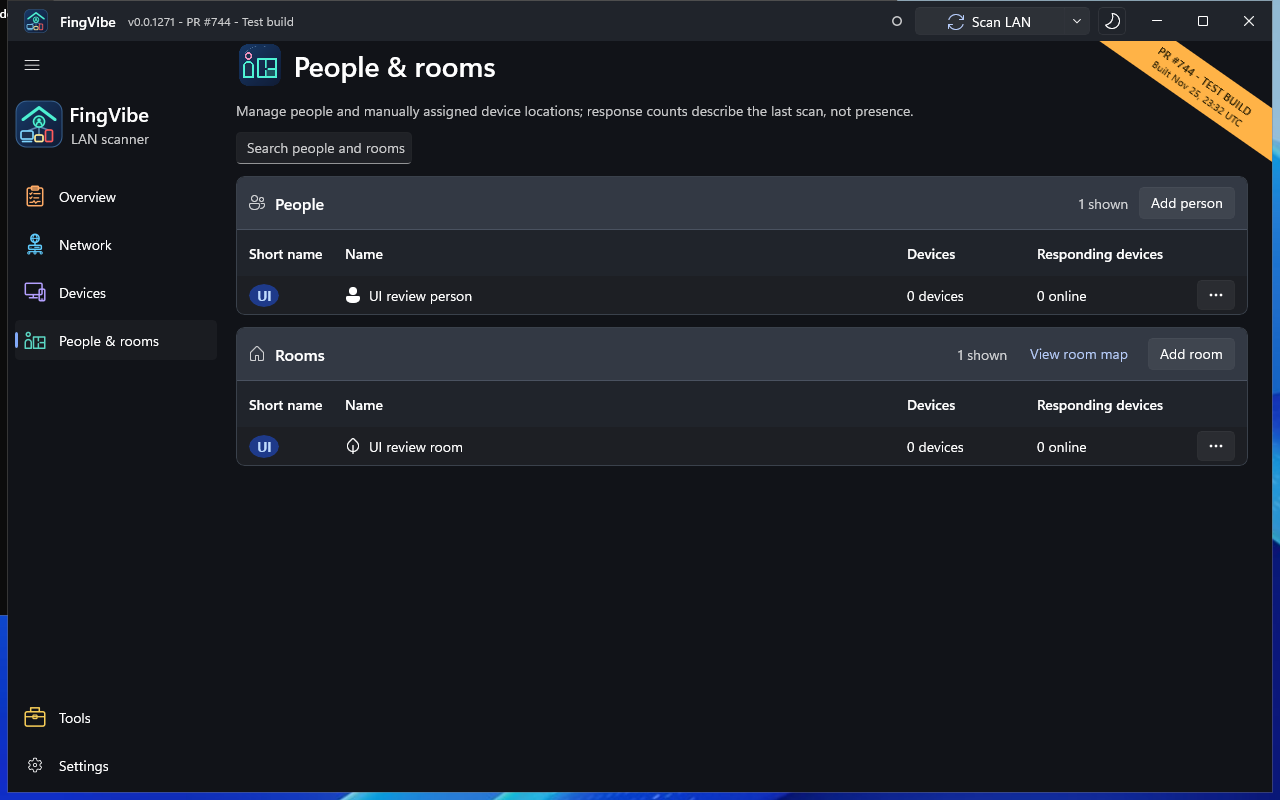 FingVibe v0.0.1271 - PR #744 - Test build
Scan LAN
PR #744 - TEST BUILD
Built Nov 25, 23:32 UTC
FingVibe
LAN scanner
Overview
Network
Devices
People & rooms
Tools
Settings
People & rooms
Manage people and manually assigned device locations; response counts describe the last scan, not presence.
Search people and rooms
People 1 shown Add person
Short name Name Devices Responding devices
UI UI review person 0 devices 0 online
Rooms 1 shown View room map Add room
Short name Name Devices Responding devices
UI UI review room 0 devices 0 online